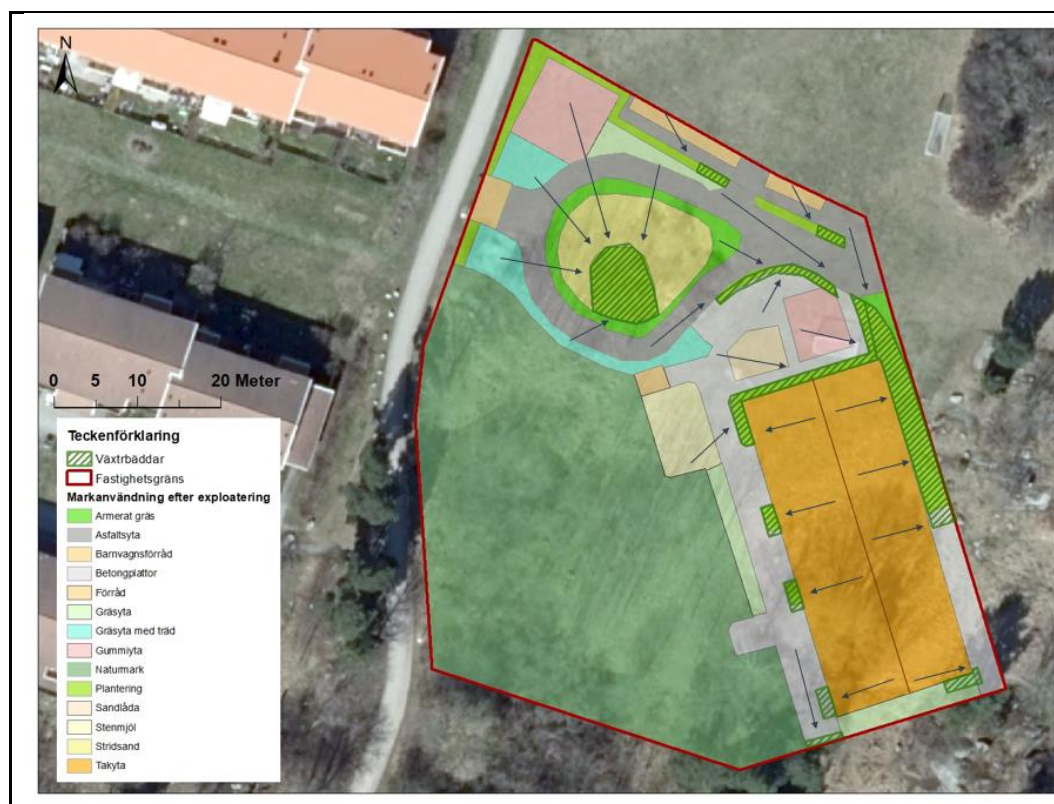 N
0 5 10 20 Meter
Teckenförklaring
Växtrbäddar
Fastighetsgräns
Markanvändning efter exploatering
Armerat gräs
Asfaltsyta
Barnvagnsförråd
Betongplattor
Förråd
Gräsyta
Gräsyta med träd
Gummiyta
Naturmark
Plantering
Sandlåda
Stenmjöl
Stridsand
Takyta